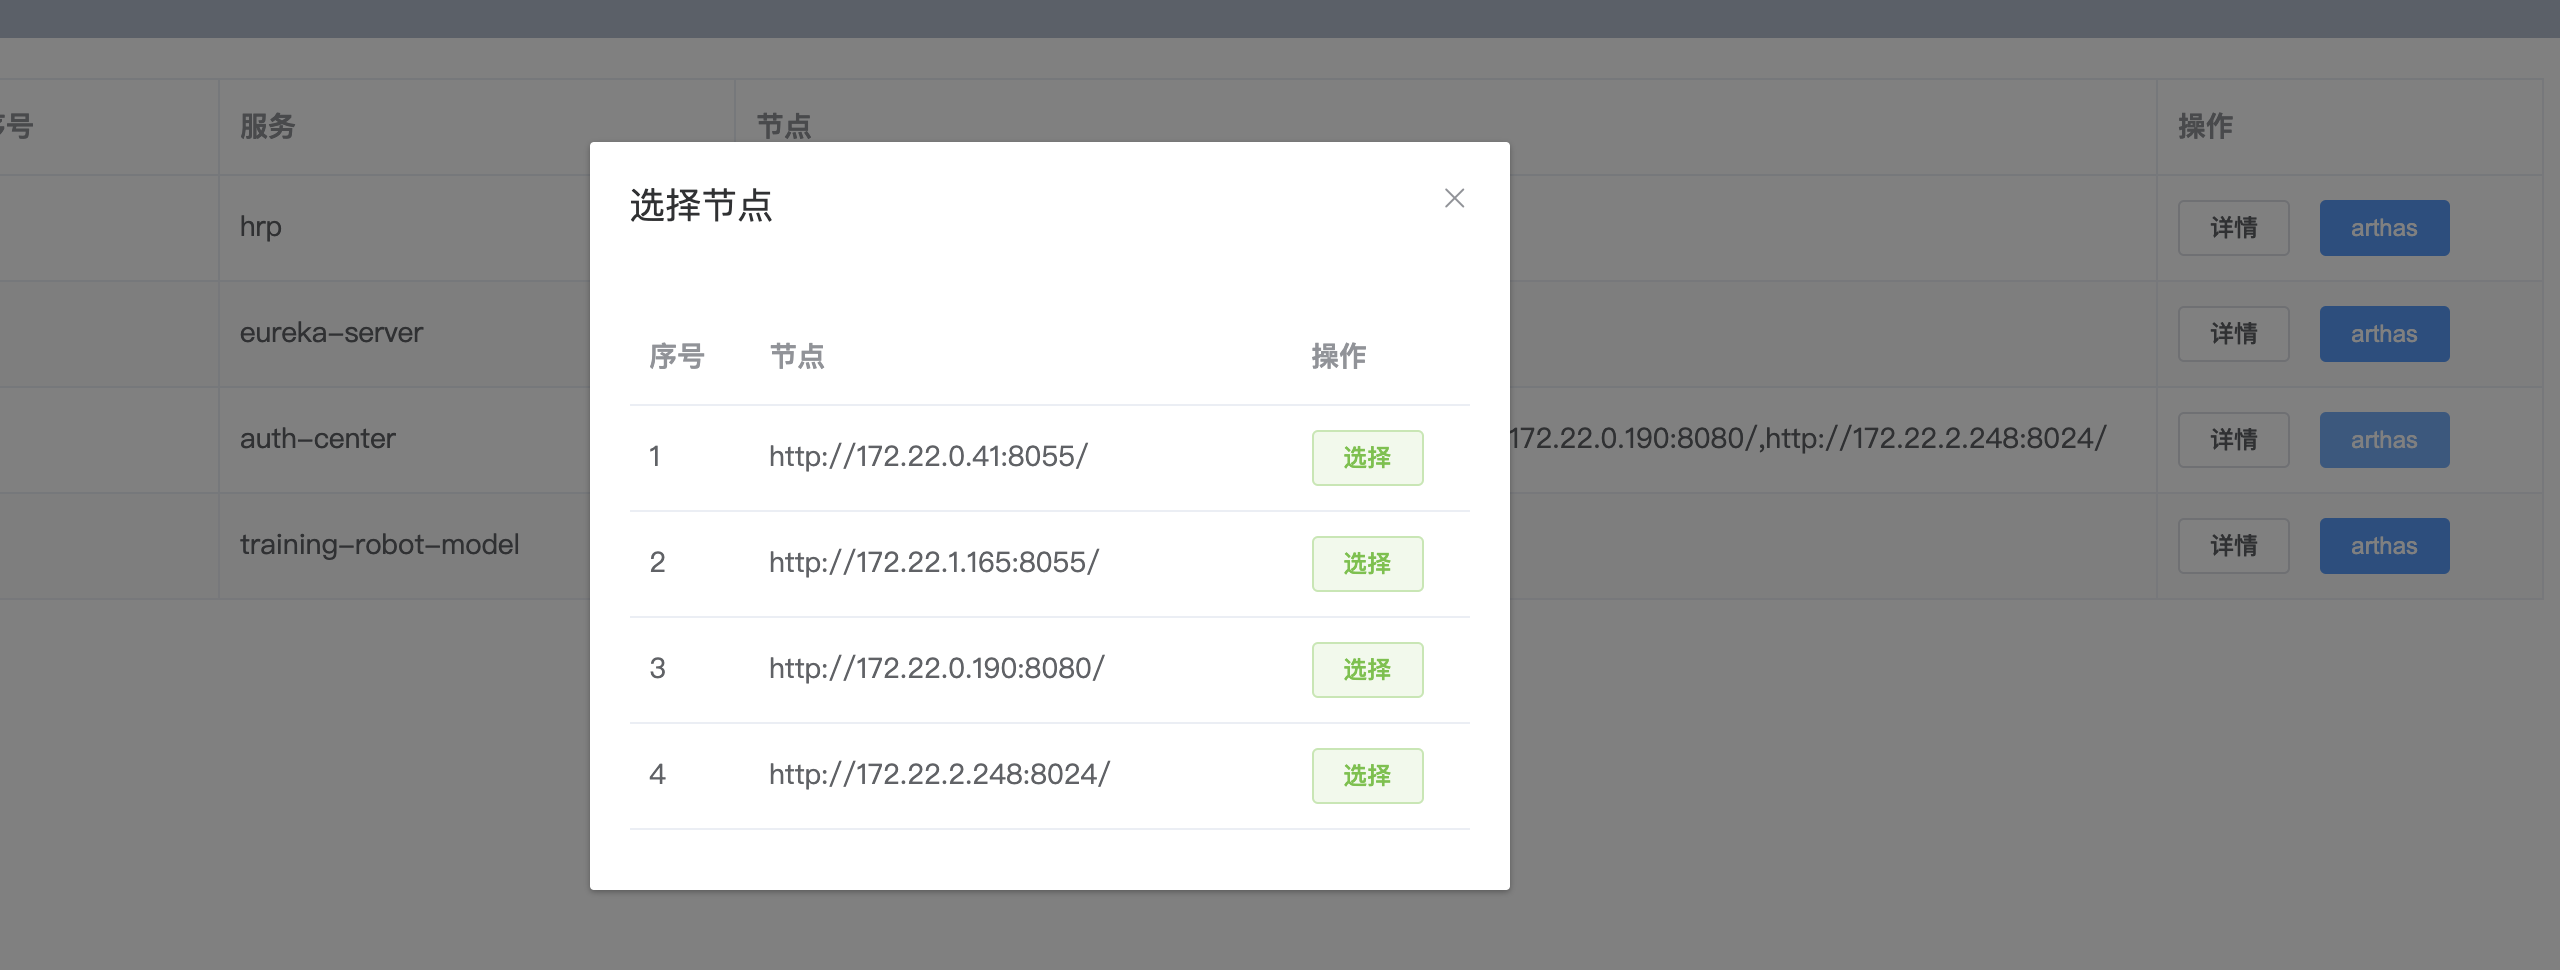 号 服务 节点 操作
选择节点
hrp 详情 arthas
eureka-server 详情 arthas
序号 节点 操作
auth-center 172.22.0.190:8080/,http://172.22.2.248:8024/ 详情 arthas
1 http://172.22.0.41:8055/ 选择
training-robot-model 详情 arthas
2 http://172.22.1.165:8055/ 选择
3 http://172.22.0.190:8080/ 选择
4 http://172.22.2.248:8024/ 选择